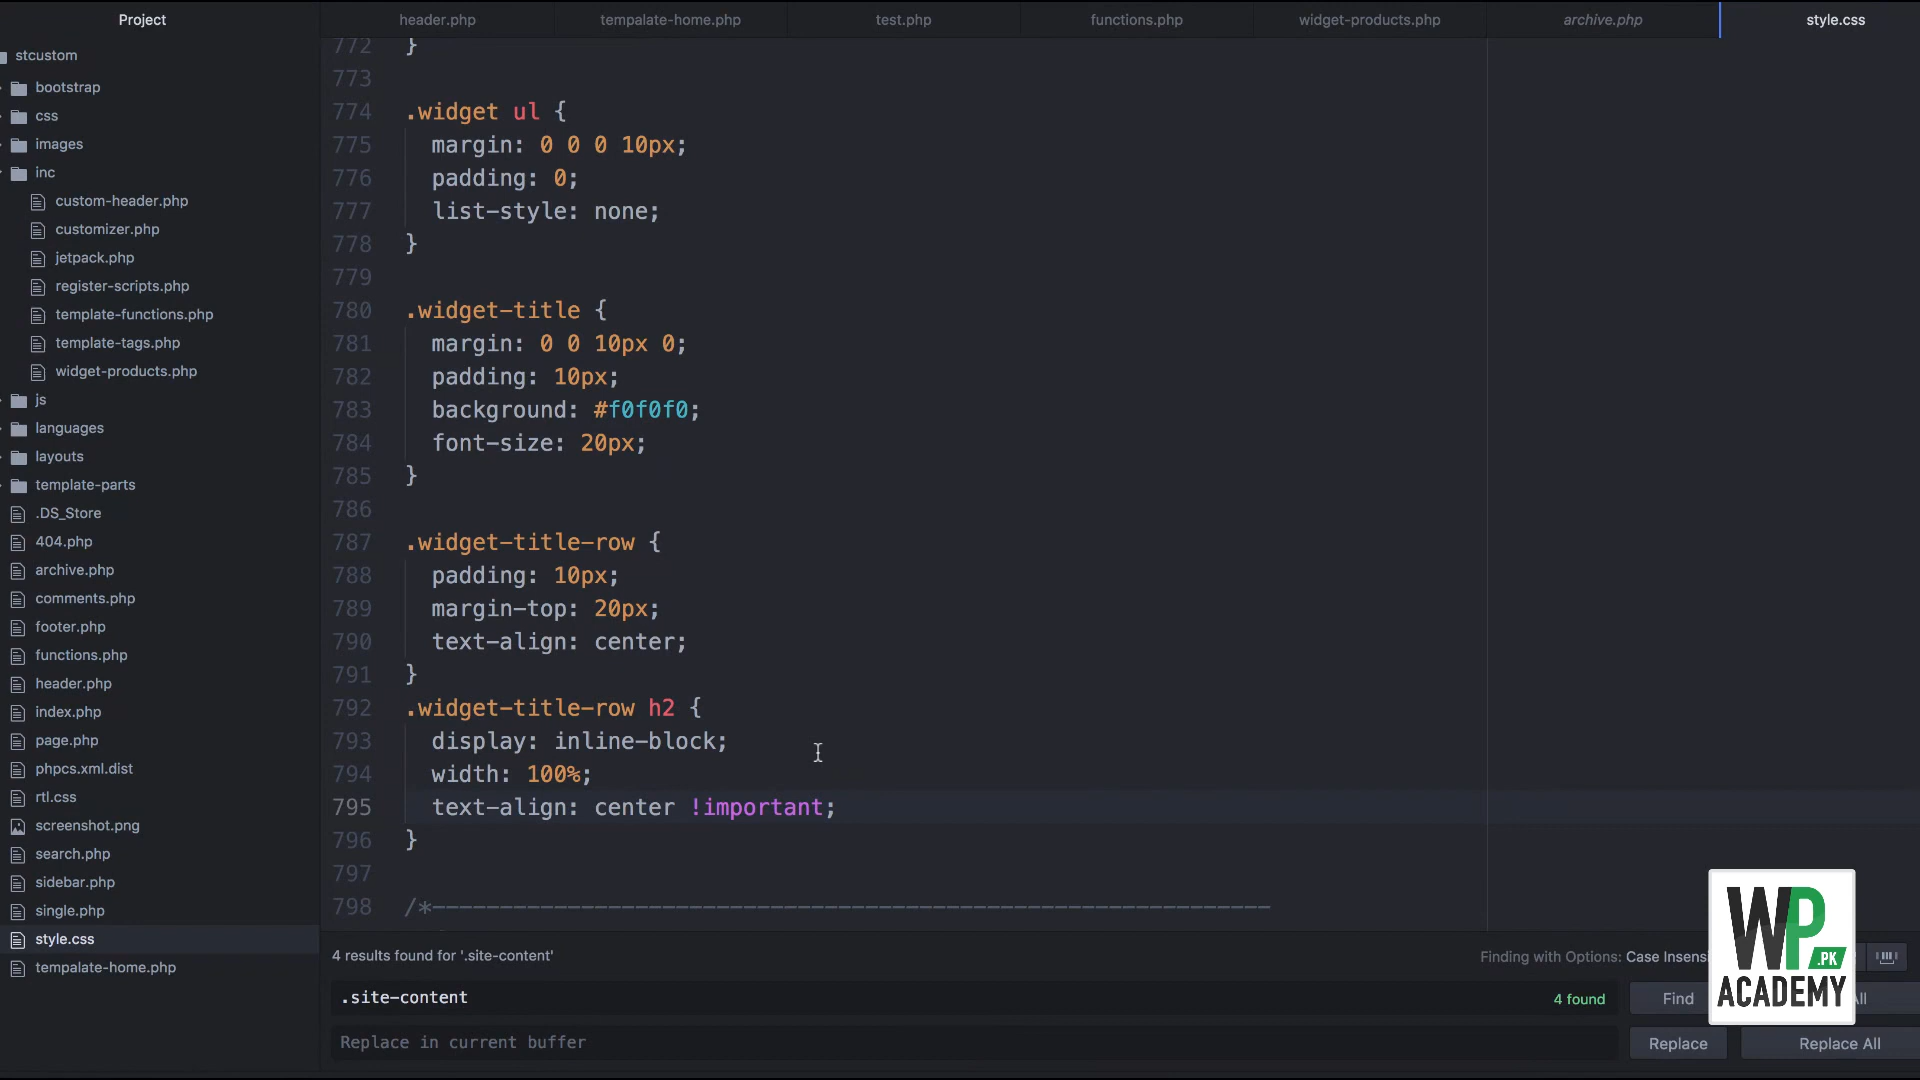 Project
header.php
tempalate-home.php
test.php
functions.php
widget-products.php
archive.php
style.css
stcustom
bootstrap
css
images
inc
custom-header.php
customizer.php
jetpack.php
register-scripts.php
template-functions.php
template-tags.php
widget-products.php
js
languages
layouts
template-parts
.DS_Store
404.php
archive.php
comments.php
footer.php
functions.php
header.php
index.php
page.php
phpcs.xml.dist
rtl.css
screenshot.png
search.php
sidebar.php
single.php
style.css
tempalate-home.php
772 }
773
774 .widget ul {
775 margin: 0 0 0 10px;
776 padding: 0;
777 list-style: none;
778 }
779
780 .widget-title {
781 margin: 0 0 10px 0;
782 padding: 10px;
783 background: #f0f0f0;
784 font-size: 20px;
785 }
786
787 .widget-title-row {
788 padding: 10px;
789 margin-top: 20px;
790 text-align: center;
791 }
792 .widget-title-row h2 {
793 display: inline-block;
794 width: 100%;
795 text-align: center !important;
796 }
797
798 /*--------------------------------------------------------------
4 results found for '.site-content'
Finding with Options: Case Insensi
.site-content
4 found
Find
All
Replace in current buffer
Replace
Replace All
WP
.PK
ACADEMY